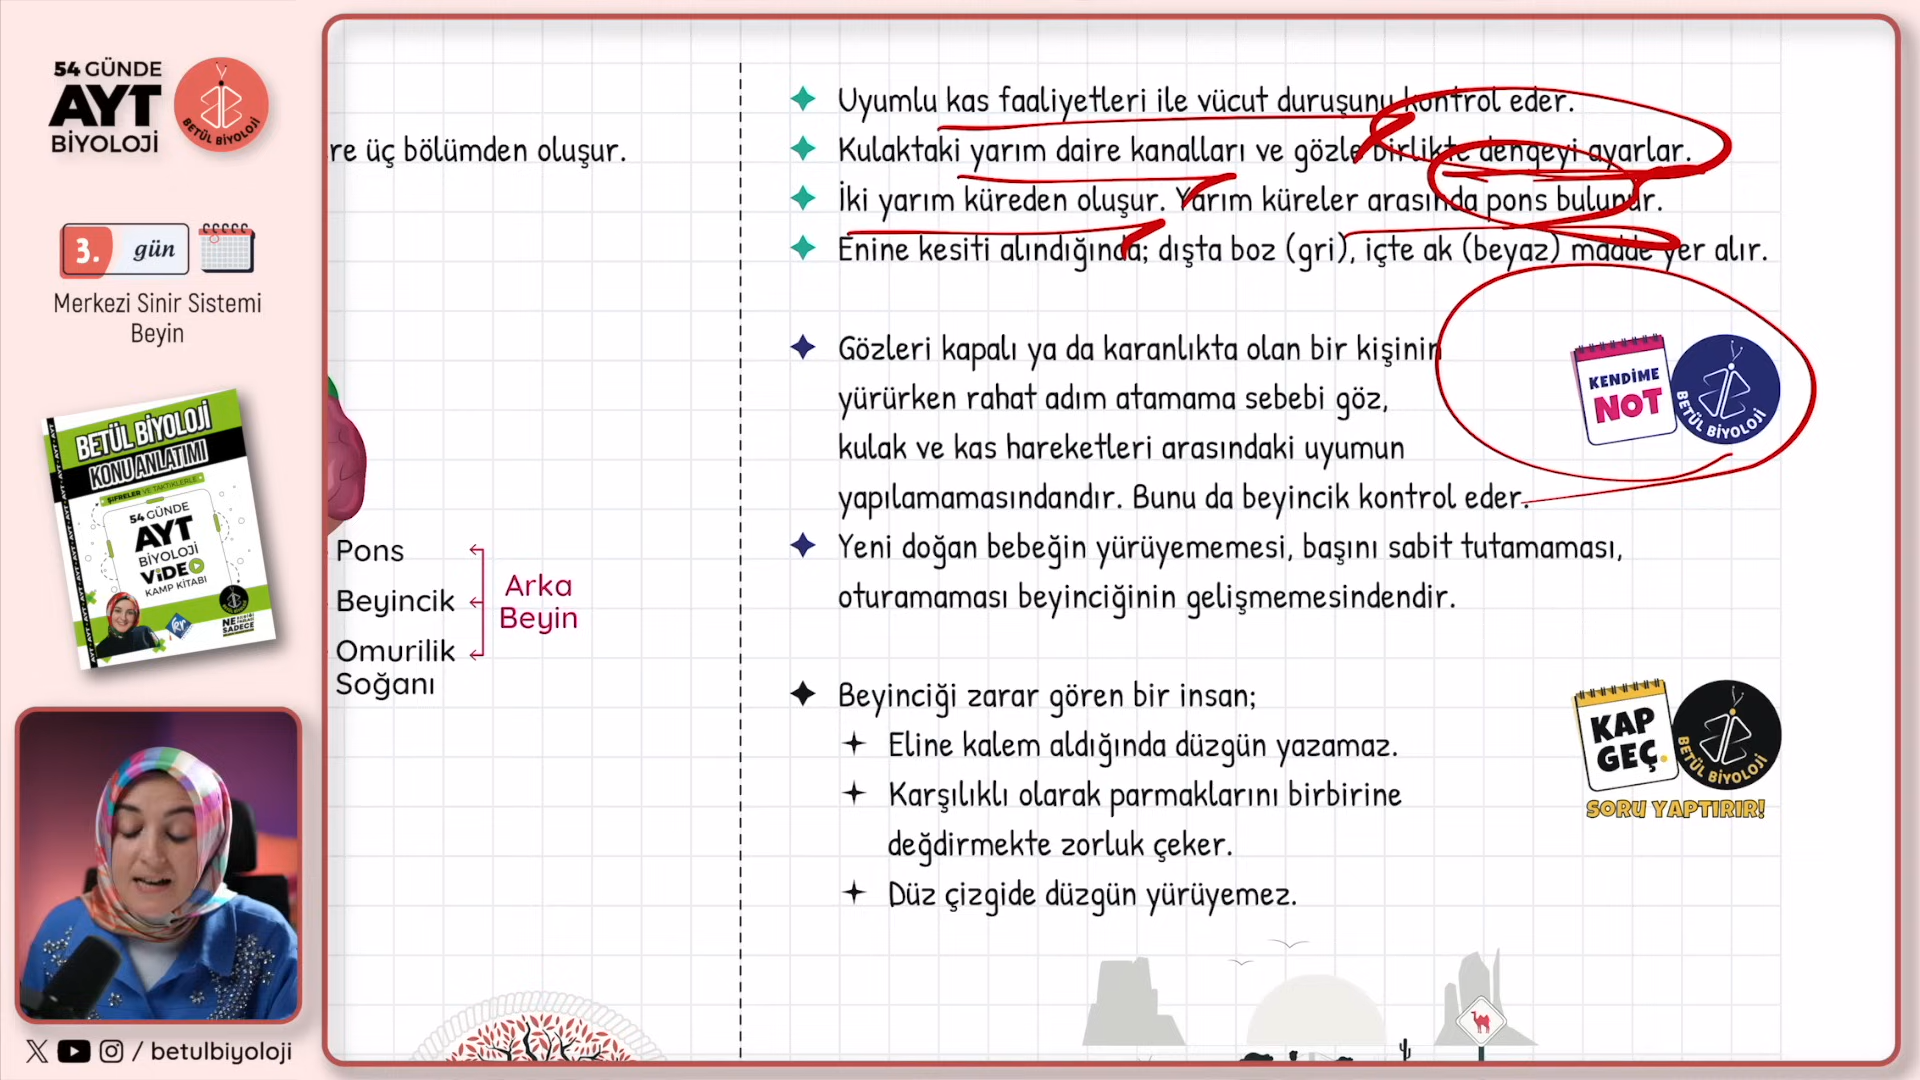 54 GÜNDE
AYT
BİYOLOJİ
BETÜL BİYOLOJİ
3. gün
Merkezi Sinir Sistemi
Beyin
BETÜL BİYOLOJİ
KONU ANLATIMI
ŞİFRELER VE TAKTİKLERLE
54 GÜNDE
AYT
BİYOLOJİ
VİDEO
KAMP KİTABI
/ betulbiyoloji
re üç bölümden oluşur.
Pons
Beyincik
Omurilik
Soğanı
Arka
Beyin
Uyumlu kas faaliyetleri ile vücut duruşunu kontrol eder.
Kulaktaki yarım daire kanalları ve gözle birlikte dengeyi ayarlar.
İki yarım küreden oluşur. Yarım küreler arasında pons bulunur.
Enine kesiti alındığında; dışta boz (gri), içte ak (beyaz) madde yer alır.
Gözleri kapalı ya da karanlıkta olan bir kişinin
yürürken rahat adım atamama sebebi göz,
kulak ve kas hareketleri arasındaki uyumun
yapılamamasındandır. Bunu da beyincik kontrol eder.
KENDİME
NOT
BETÜL BİYOLOJİ
Yeni doğan bebeğin yürüyememesi, başını sabit tutamaması,
oturamaması beyinciğinin gelişmemesindendir.
Beyinciği zarar gören bir insan;
Eline kalem aldığında düzgün yazamaz.
Karşılıklı olarak parmaklarını birbirine
değdirmekte zorluk çeker.
Düz çizgide düzgün yürüyemez.
KAP
GEÇ.
BETÜL BİYOLOJİ
SORU YAPTIRIR!